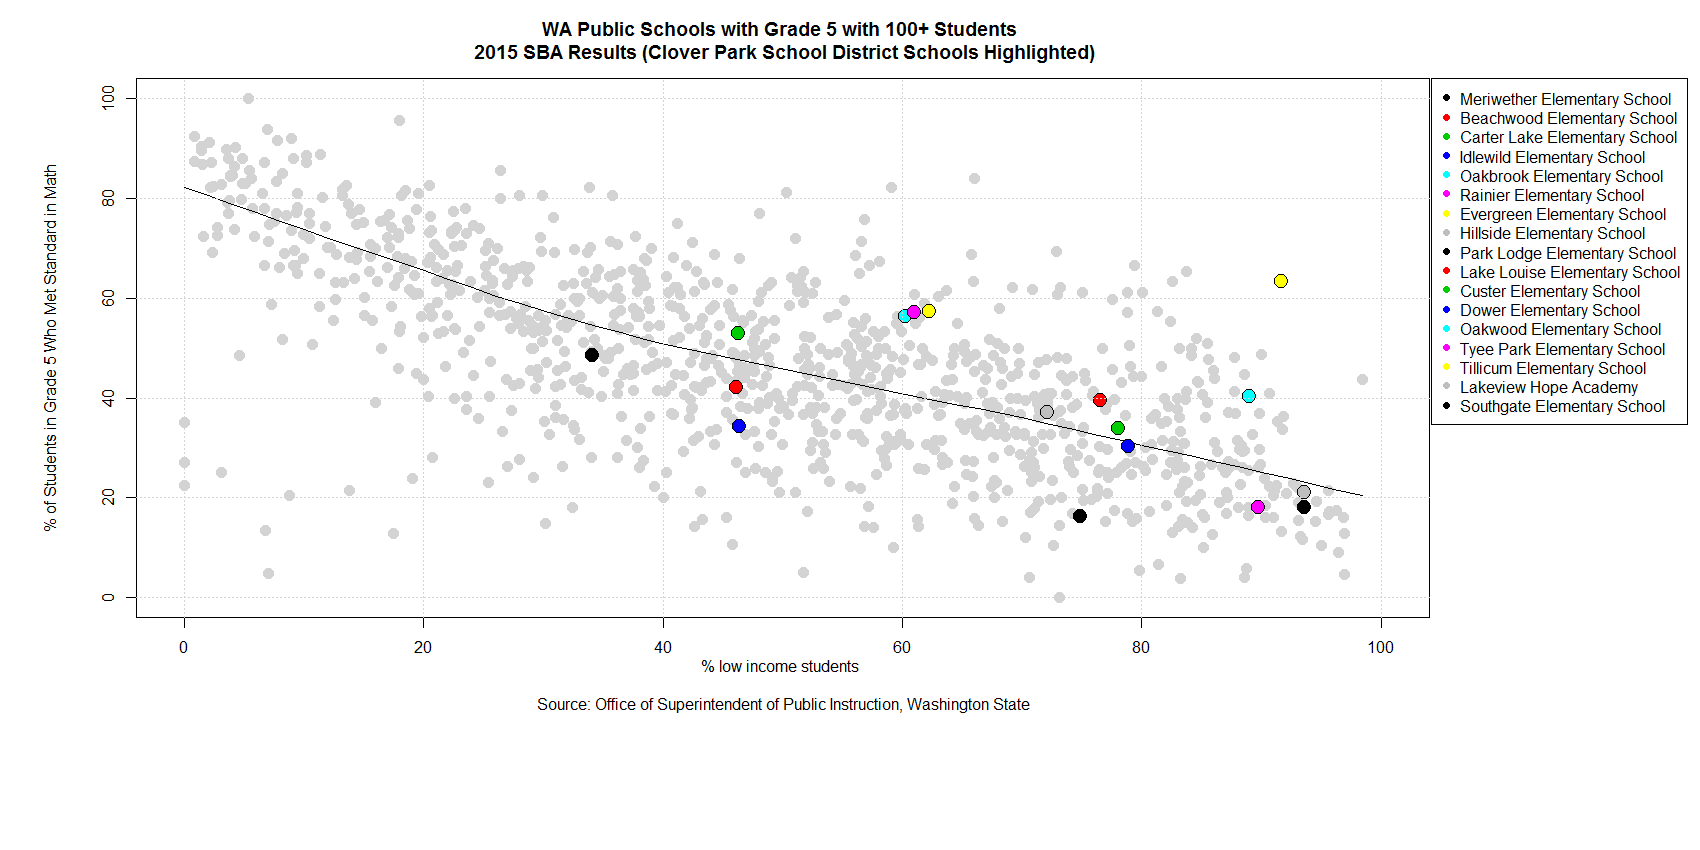 WA Public Schools with Grade 5 with 100+ Students
2015 SBA Results (Clover Park School District Schools Highlighted)
% of Students in Grade 5 Who Met Standard in Math
100
80
60
40
20
0
0 20 40 60 80 100
% low income students
Source: Office of Superintendent of Public Instruction, Washington State
Meriwether Elementary School
Beachwood Elementary School
Carter Lake Elementary School
Idlewild Elementary School
Oakbrook Elementary School
Rainier Elementary School
Evergreen Elementary School
Hillside Elementary School
Park Lodge Elementary School
Lake Louise Elementary School
Custer Elementary School
Dower Elementary School
Oakwood Elementary School
Tyee Park Elementary School
Tillicum Elementary School
Lakeview Hope Academy
Southgate Elementary School